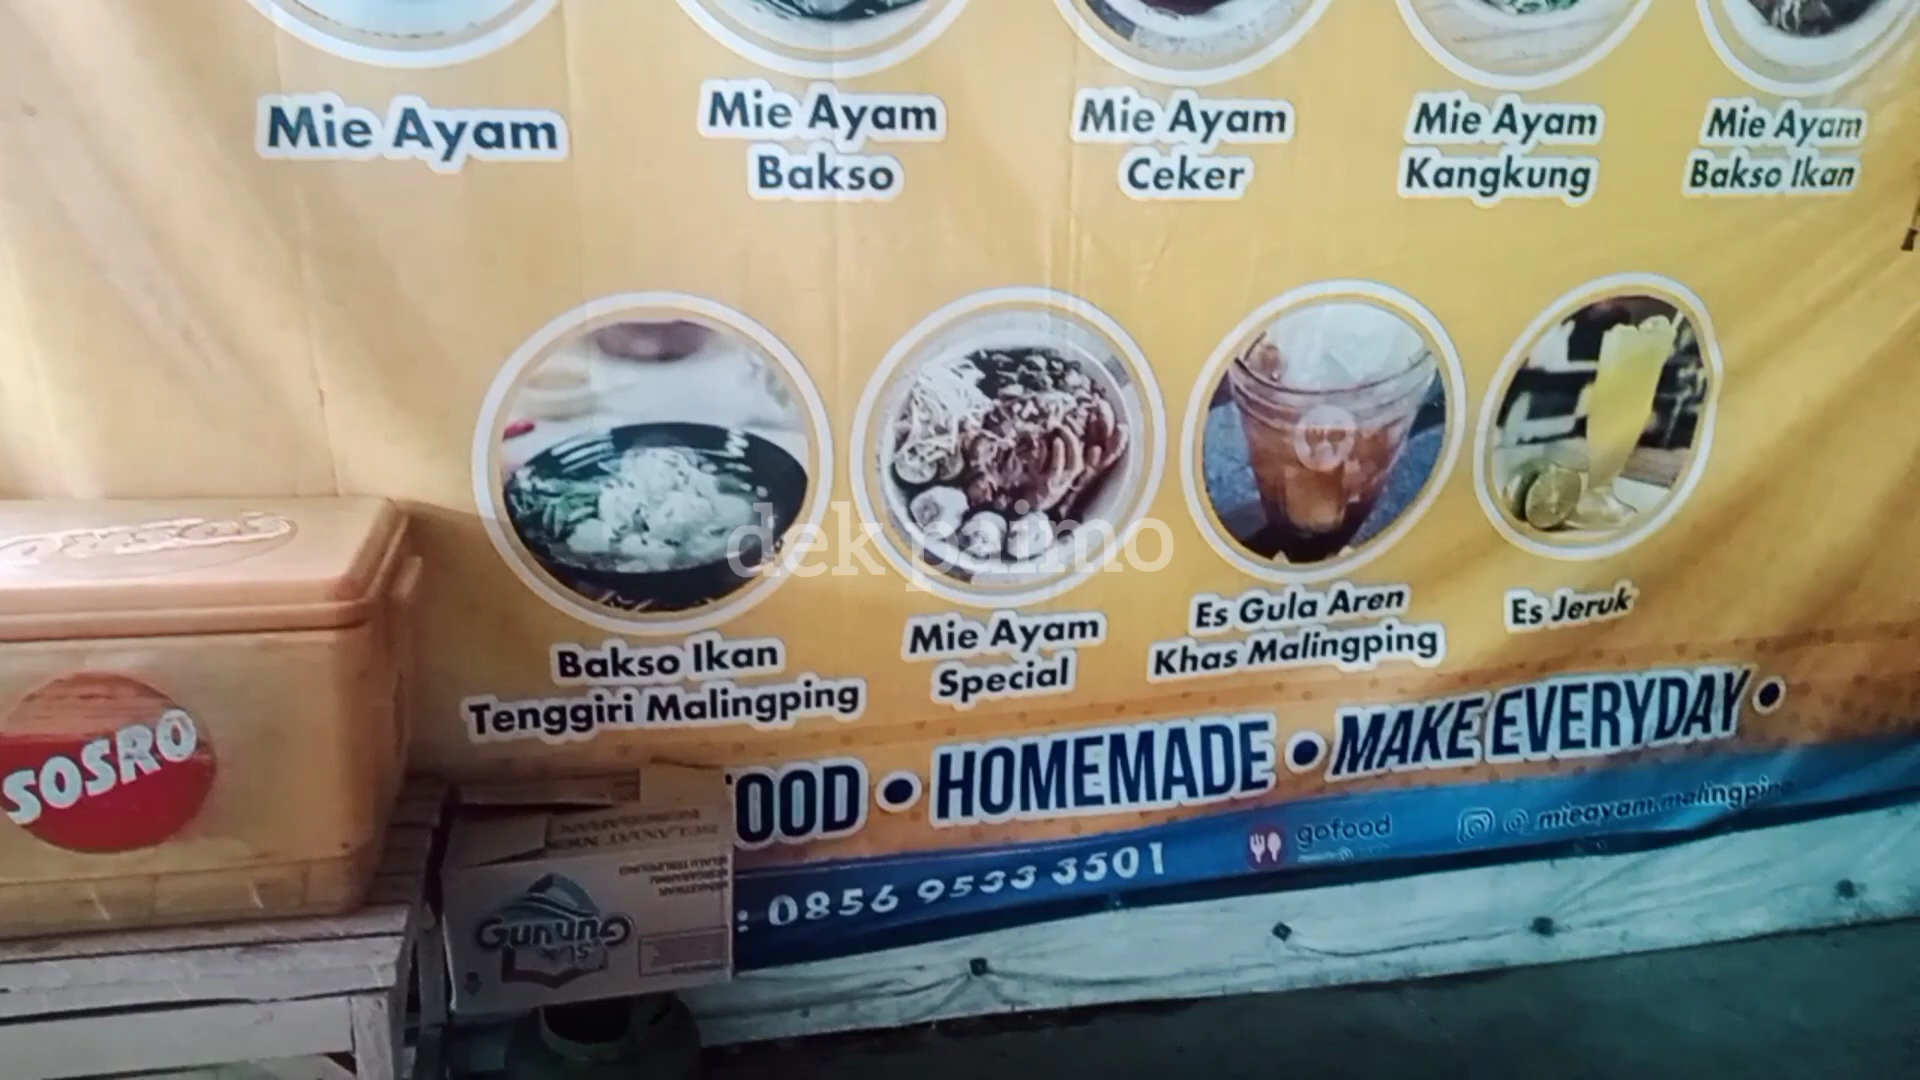 Mie Ayam
Mie Ayam
Bakso
Mie Ayam
Ceker
Mie Ayam
Kangkung
Mie Ayam
Bakso Ikan
Bakso Ikan
Tenggiri Malingping
Mie Ayam
Special
Es Gula Aren
Khas Malingping
Es Jeruk
dek paimo
SOSRO
OOD • HOMEMADE • MAKE EVERYDAY •
: 0856 9533 3501
gofood
@ mieayam.malingping
Gunung